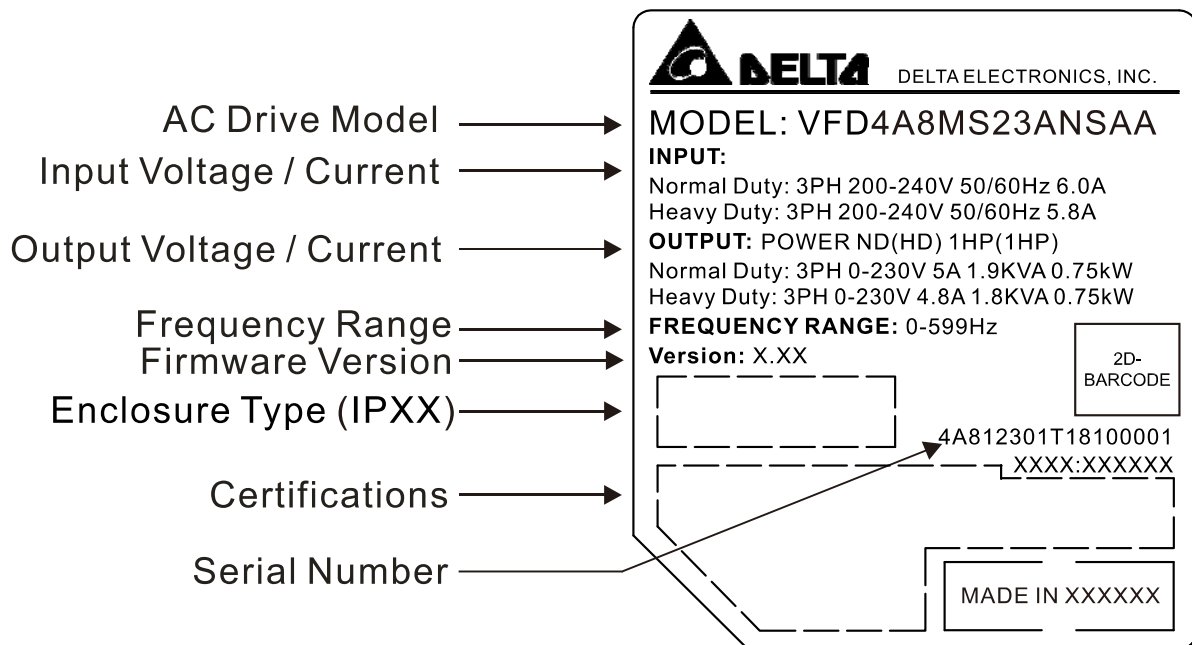 DELTA DELTA ELECTRONICS, INC.
AC Drive Model
MODEL: VFD4A8MS23ANSAA
Input Voltage / Current
INPUT:
Normal Duty: 3PH 200-240V 50/60Hz 6.0A
Heavy Duty: 3PH 200-240V 50/60Hz 5.8A
Output Voltage / Current
OUTPUT: POWER ND(HD) 1HP(1HP)
Normal Duty: 3PH 0-230V 5A 1.9KVA 0.75kW
Heavy Duty: 3PH 0-230V 4.8A 1.8KVA 0.75kW
Frequency Range
FREQUENCY RANGE: 0-599Hz
Firmware Version
Version: X.XX
2D-
BARCODE
Enclosure Type (IPXX)
4A812301T18100001
XXXX:XXXXXX
Certifications
Serial Number
MADE IN XXXXXX